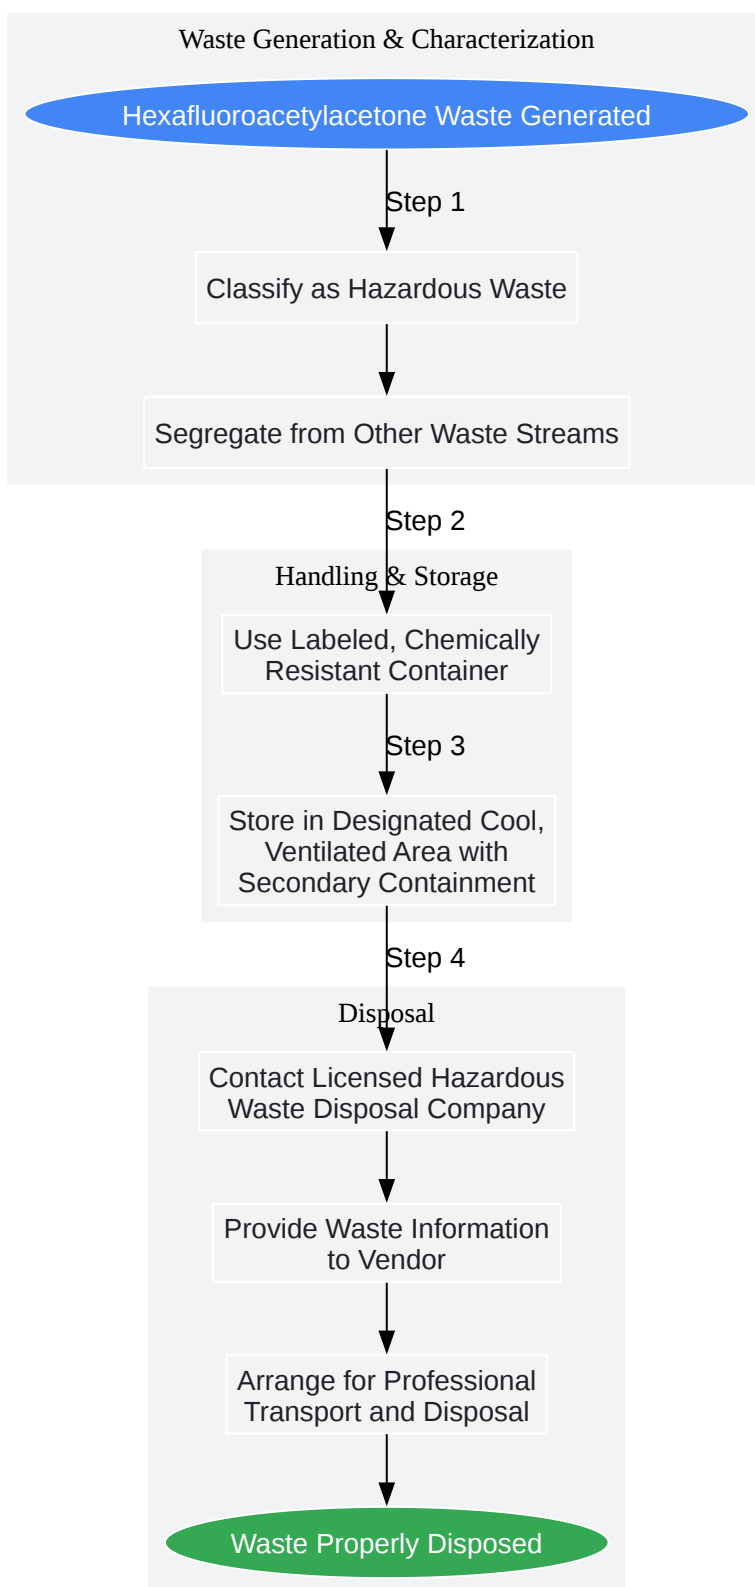 Waste Generation & Characterization
Hexafluoroacetylacetone Waste Generated
Step 1
Classify as Hazardous Waste
Segregate from Other Waste Streams
Step 2
Handling & Storage
Use Labeled, Chemically
Resistant Container
Step 3
Store in Designated Cool,
Ventilated Area with
Secondary Containment
Step 4
Disposal
Contact Licensed Hazardous
Waste Disposal Company
Provide Waste Information
to Vendor
Arrange for Professional
Transport and Disposal
Waste Properly Disposed